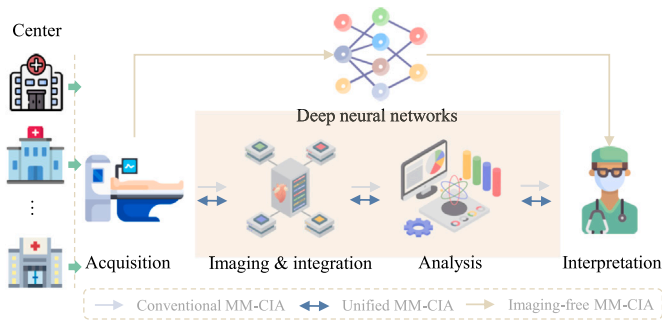 Center
Deep neural networks
⋮
Acquisition
Imaging & integration
Analysis
Interpretation
Conventional MM-CIA
Unified MM-CIA
Imaging-free MM-CIA